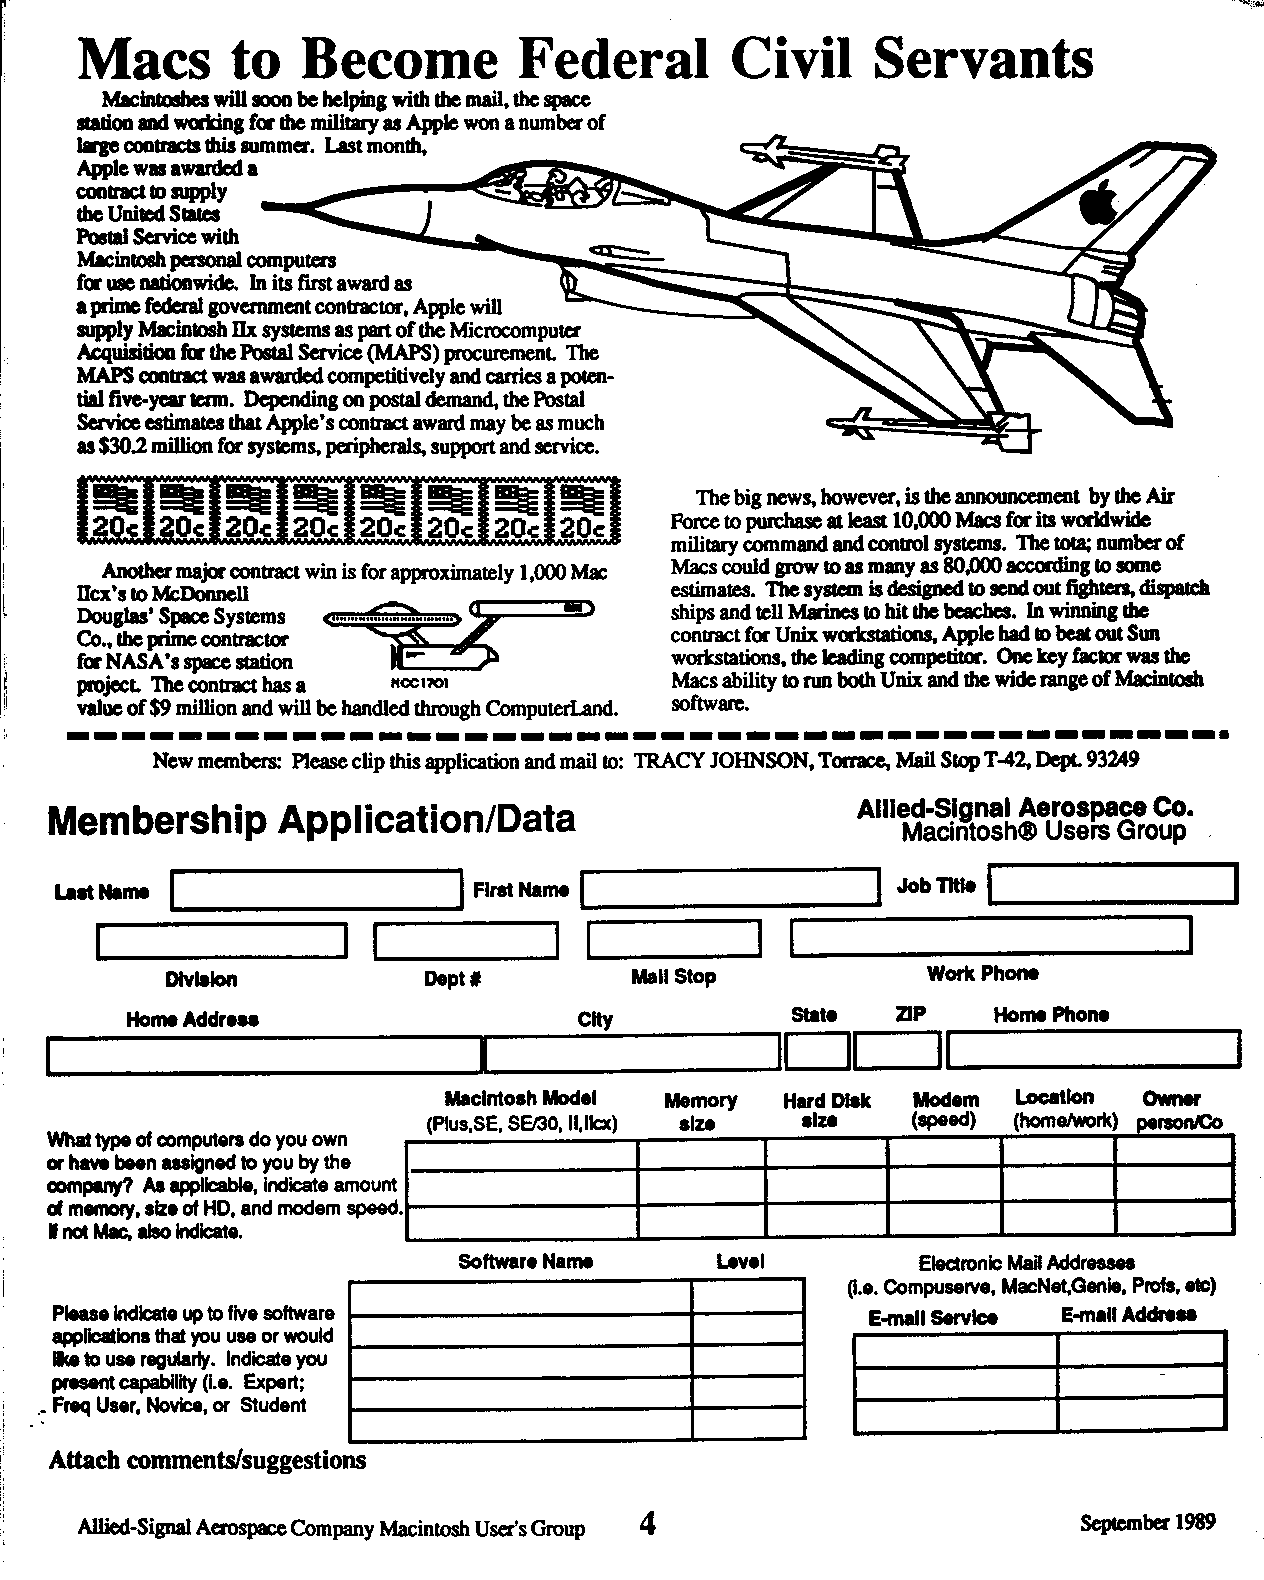 Macs to Become Federal Civil Servants
Macintoshes will soon be helping with the mail, the space
station and working for the military as Apple won a number of
large contracts this summer. Last month,
Apple was awarded a
contract to supply
the United States
Postal Service with
Macintosh personal computers
for use nationwide. In its first award as
a prime federal government contractor, Apple will
supply Macintosh IIx systems as part of the Microcomputer
Acquisition for the Postal Service (MAPS) procurement. The
MAPS contract was awarded competitively and carries a poten-
tial five-year term. Depending on postal demand, the Postal
Service estimates that Apple's contract award may be as much
as $30.2 million for systems, peripherals, support and service.
20c 20c 20c 20c 20c 20c 20c 20c
Another major contract win is for approximately 1,000 Mac
IIcx's to McDonnell
Douglas' Space Systems
Co., the prime contractor
for NASA's space station
project. The contract has a
value of $9 million and will be handled through ComputerLand.
NCC1701
The big news, however, is the announcement by the Air
Force to purchase at least 10,000 Macs for its worldwide
military command and control systems. The tota; number of
Macs could grow to as many as 80,000 according to some
estimates. The system is designed to send out fighters, dispatch
ships and tell Marines to hit the beaches. In winning the
contract for Unix workstations, Apple had to beat out Sun
workstations, the leading competitor. One key factor was the
Macs ability to run both Unix and the wide range of Macintosh
software.
New members: Please clip this application and mail to: TRACY JOHNSON, Torrace, Mail Stop T-42, Dept. 93249
Membership Application/Data
Allied-Signal Aerospace Co.
Macintosh® Users Group
Last Name First Name Job Title
Division Dept # Mail Stop Work Phone
Home Address City State ZIP Home Phone
Macintosh Model Memory Hard Disk Modem Location Owner
(Plus,SE, SE/30, II,IIcx) size size (speed) (home/work) person/Co
What type of computers do you own
or have been assigned to you by the
company? As applicable, indicate amount
of memory, size of HD, and modem speed.
If not Mac, also indicate.
Software Name Level
Please indicate up to five software
applications that you use or would
like to use regularly. Indicate you
present capability (i.e. Expert;
Freq User, Novice, or Student
Electronic Mail Addresses
(i.e. Compuserve, MacNet,Genie, Profs, etc)
E-mail Service E-mail Address
Attach comments/suggestions
Allied-Signal Aerospace Company Macintosh User's Group 4 September 1989